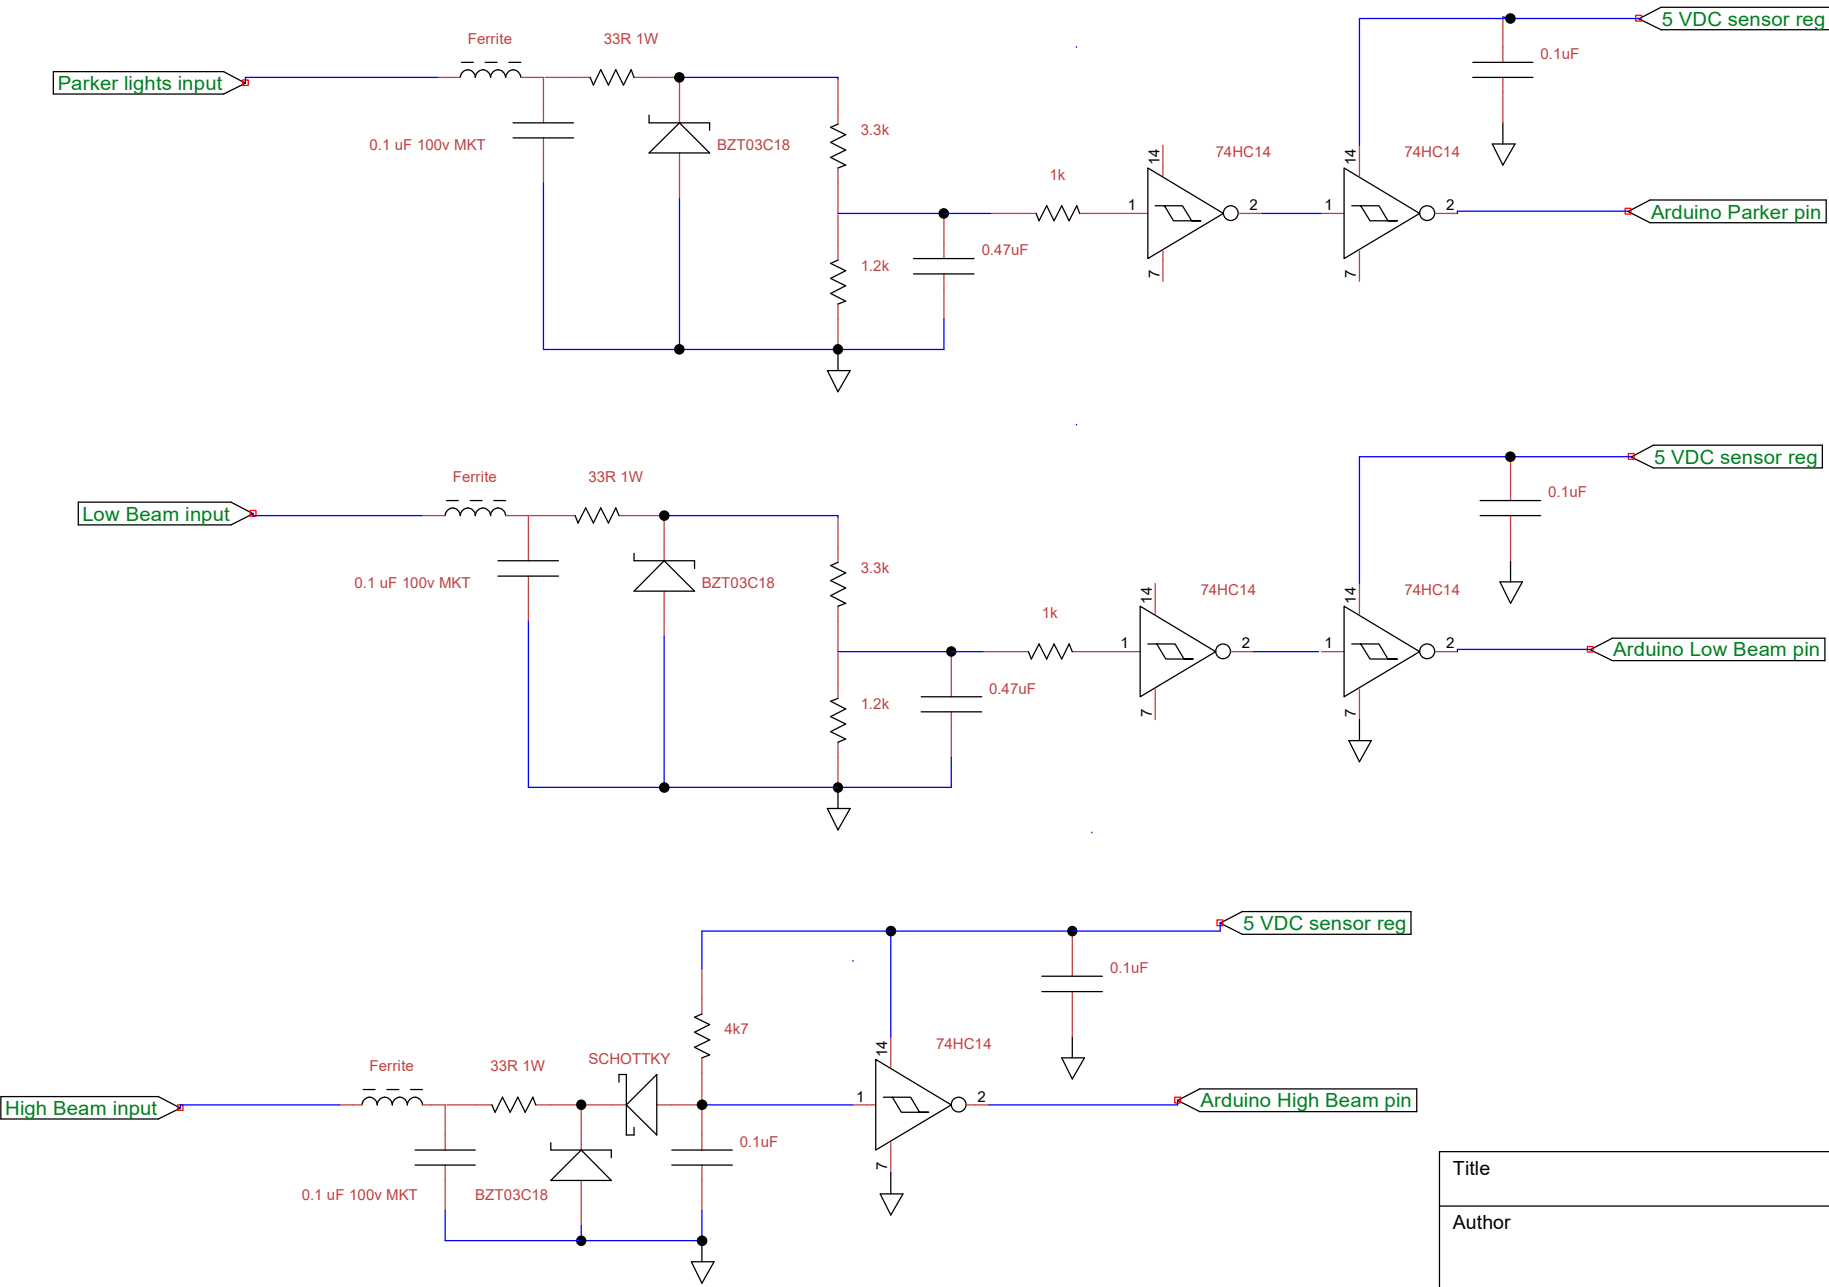 5 VDC sensor reg
Ferrite
33R 1W
0.1uF
Parker lights input
0.1 uF 100v MKT
BZT03C18
3.3k
14
74HC14
14
74HC14
1k
1
2
1
2
Arduino Parker pin
0.47uF
1.2k
7
7
5 VDC sensor reg
Ferrite
33R 1W
0.1uF
Low Beam input
0.1 uF 100v MKT
BZT03C18
3.3k
14
74HC14
14
74HC14
1k
1
2
1
2
Arduino Low Beam pin
0.47uF
1.2k
7
7
5 VDC sensor reg
0.1uF
4k7
14
74HC14
Ferrite
33R 1W
SCHOTTKY
High Beam input
1
2
Arduino High Beam pin
0.1uF
7
0.1 uF 100v MKT
BZT03C18
Title
Author